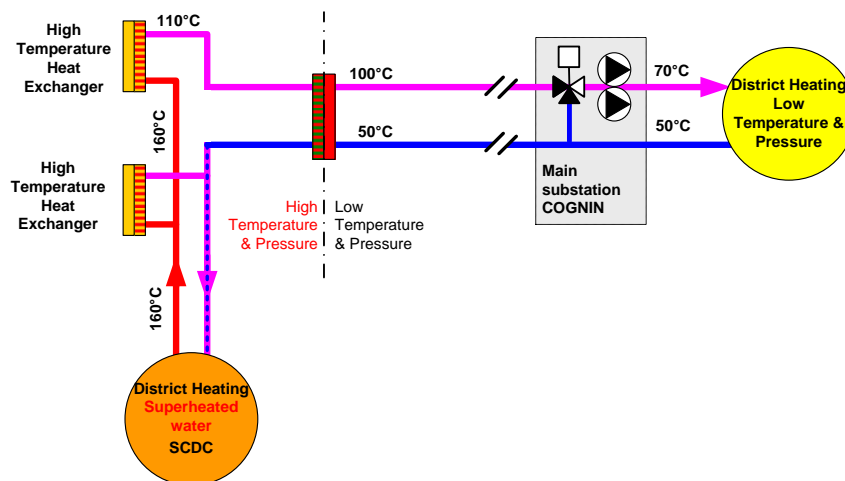 High
Temperature
Heat
Exchanger
110°C
160°C
High
Temperature
Heat
Exchanger
160°C
District Heating
Superheated
water
SCDC
High
Temperature
& Pressure
Low
Temperature
& Pressure
100°C
50°C
Main
substation
COGNIN
70°C
50°C
District Heating
Low
Temperature &
Pressure